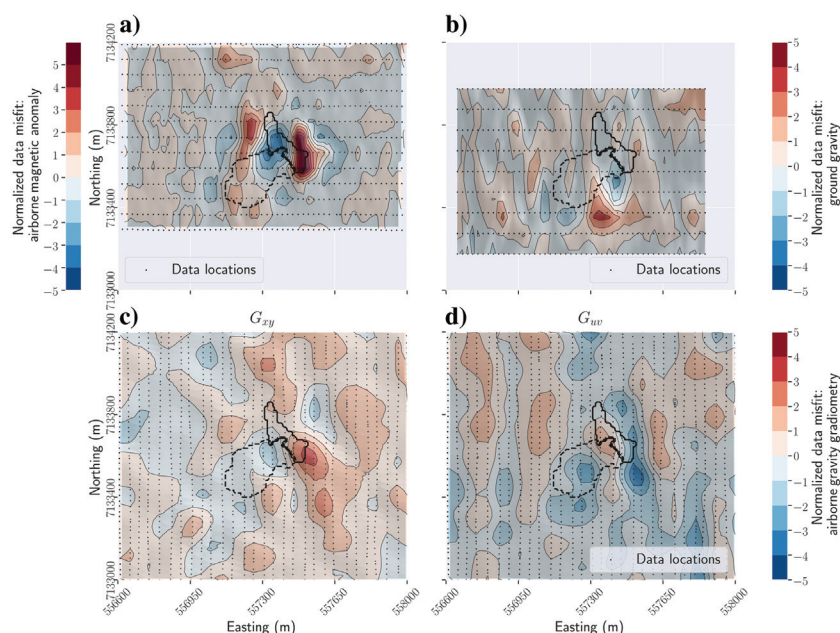 a)
b)
7134200
7133800
7133400
7133000
Northing (m)
5
4
3
2
1
0
−1
−2
−3
−4
−5
Normalized data misfit:
airborne magnetic anomaly
Data locations
Data locations
5
4
3
2
1
0
−1
−2
−3
−4
−5
Normalized data misfit:
ground gravity
c)
G_{xy}
d)
G_{uv}
7134200
7133800
7133400
7133000
Northing (m)
Data locations
5
4
3
2
1
0
−1
−2
−3
−4
−5
Normalized data misfit:
airborne gravity gradiometry
556600
556950
557300
557650
558000
556600
556950
557300
557650
558000
Easting (m)
Easting (m)